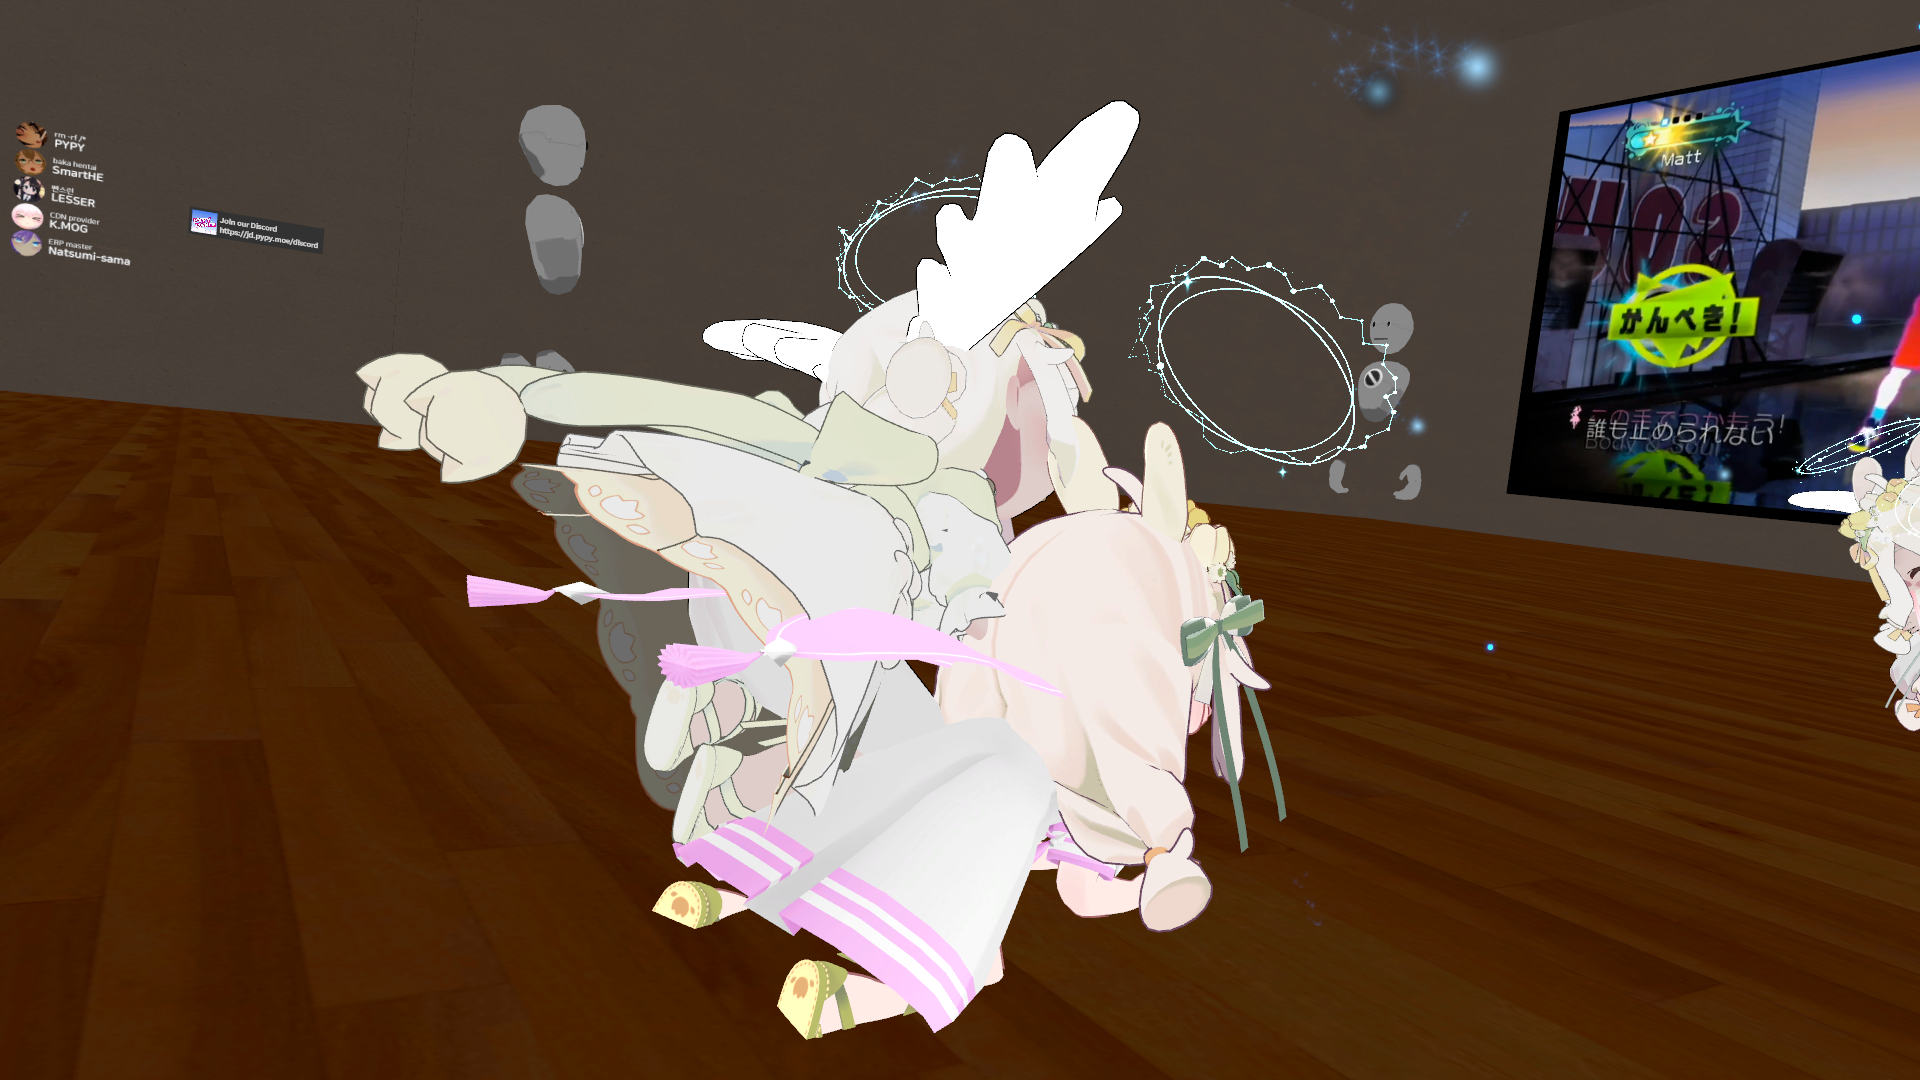 rm -rf /*
PYPY
baka hentai
SmartHE
LESSER
CDN provider
K.MOG
ERP master
Natsumi-sama
Join our Discord
https://jd.pypy.moe/discord
Matt
かんぺき!
誰も止められない!
Body & Soul